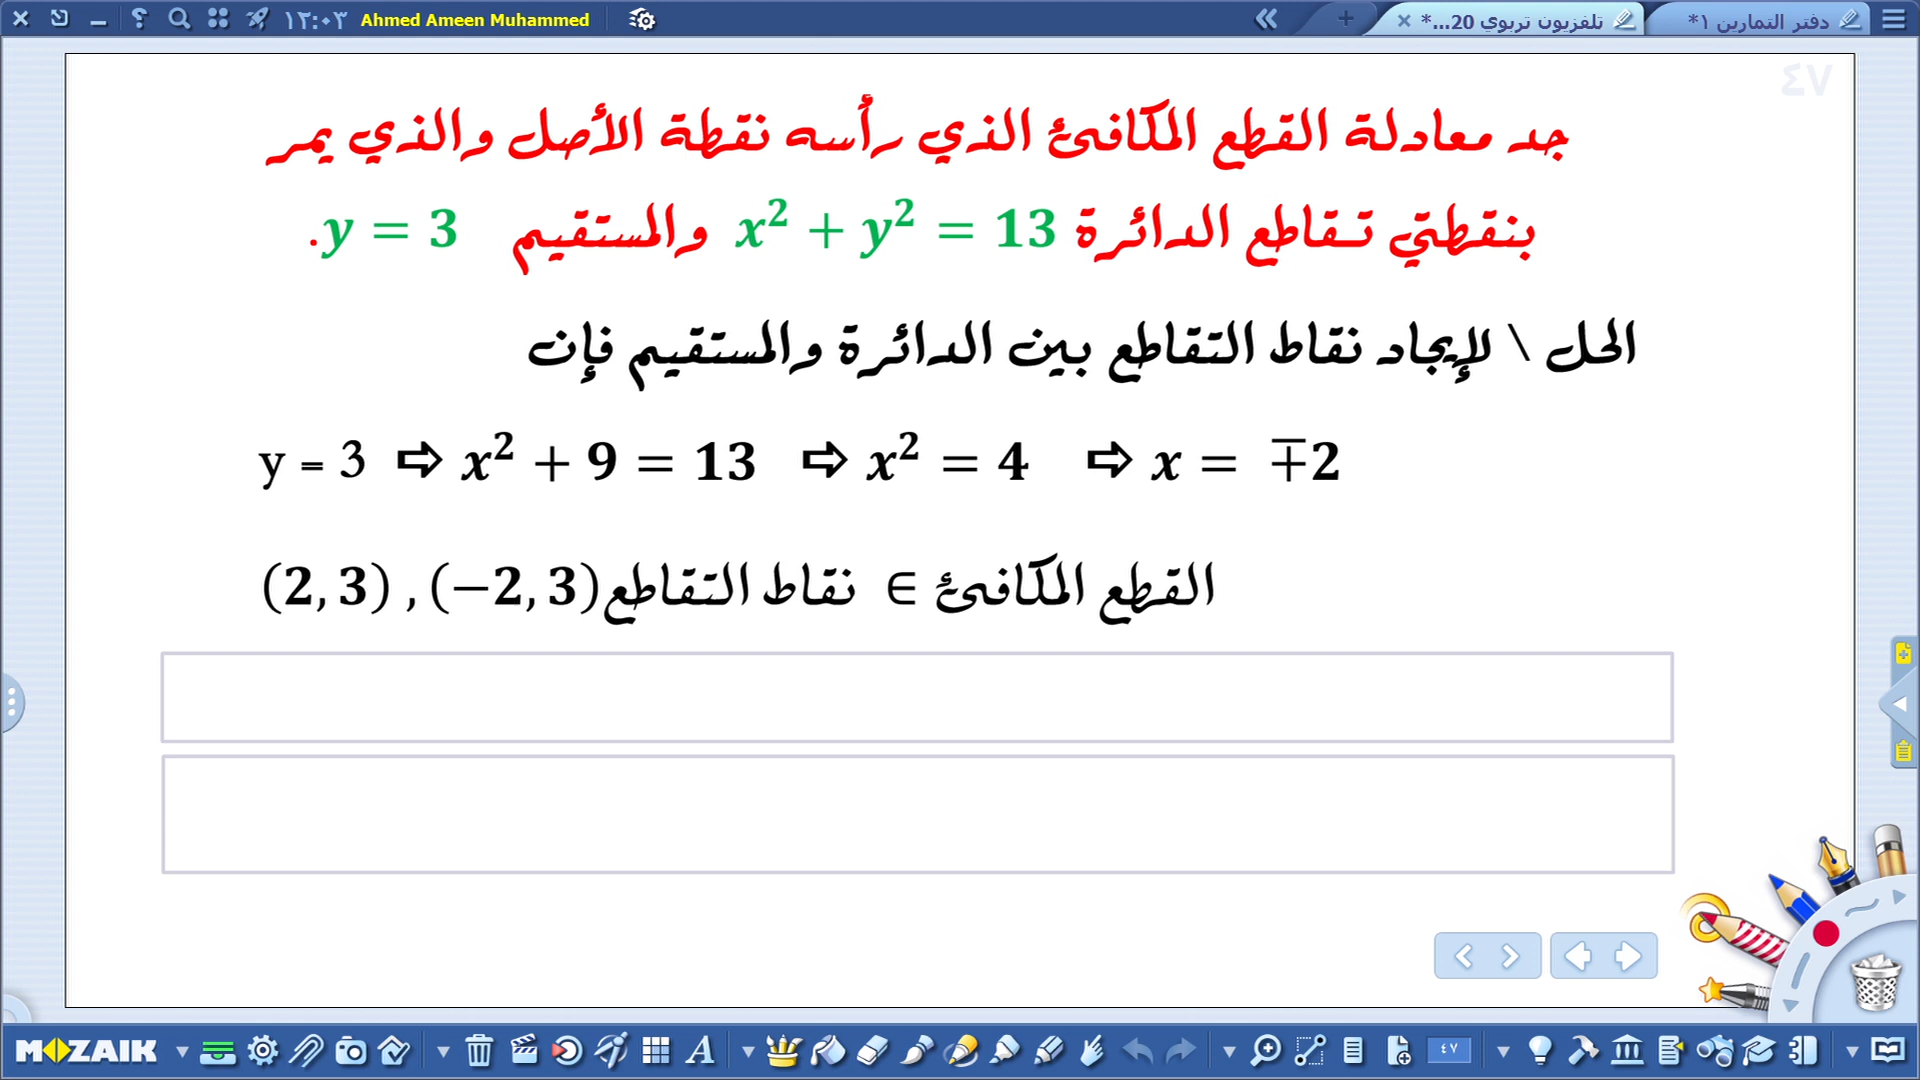 ١٢:٠٣ Ahmed Ameen Muhammed
تلفزيون تربوي 20...*
دفتر التمارين ١*
٤٧
جد معادلة القطع المكافئ الذي رأسه نقطة الأصل والذي يمر
بنقطتي تقاطع الدائرة x² + y² = 13 والمستقيم y = 3.
الحل \ لإيجاد نقاط التقاطع بين الدائرة والمستقيم فإن
y = 3 ⇨ x² + 9 = 13 ⇨ x² = 4 ⇨ x = ∓2
(2, 3) , (−2, 3) نقاط التقاطع ∈ القطع المكافئ
MOZAIK
٤٧